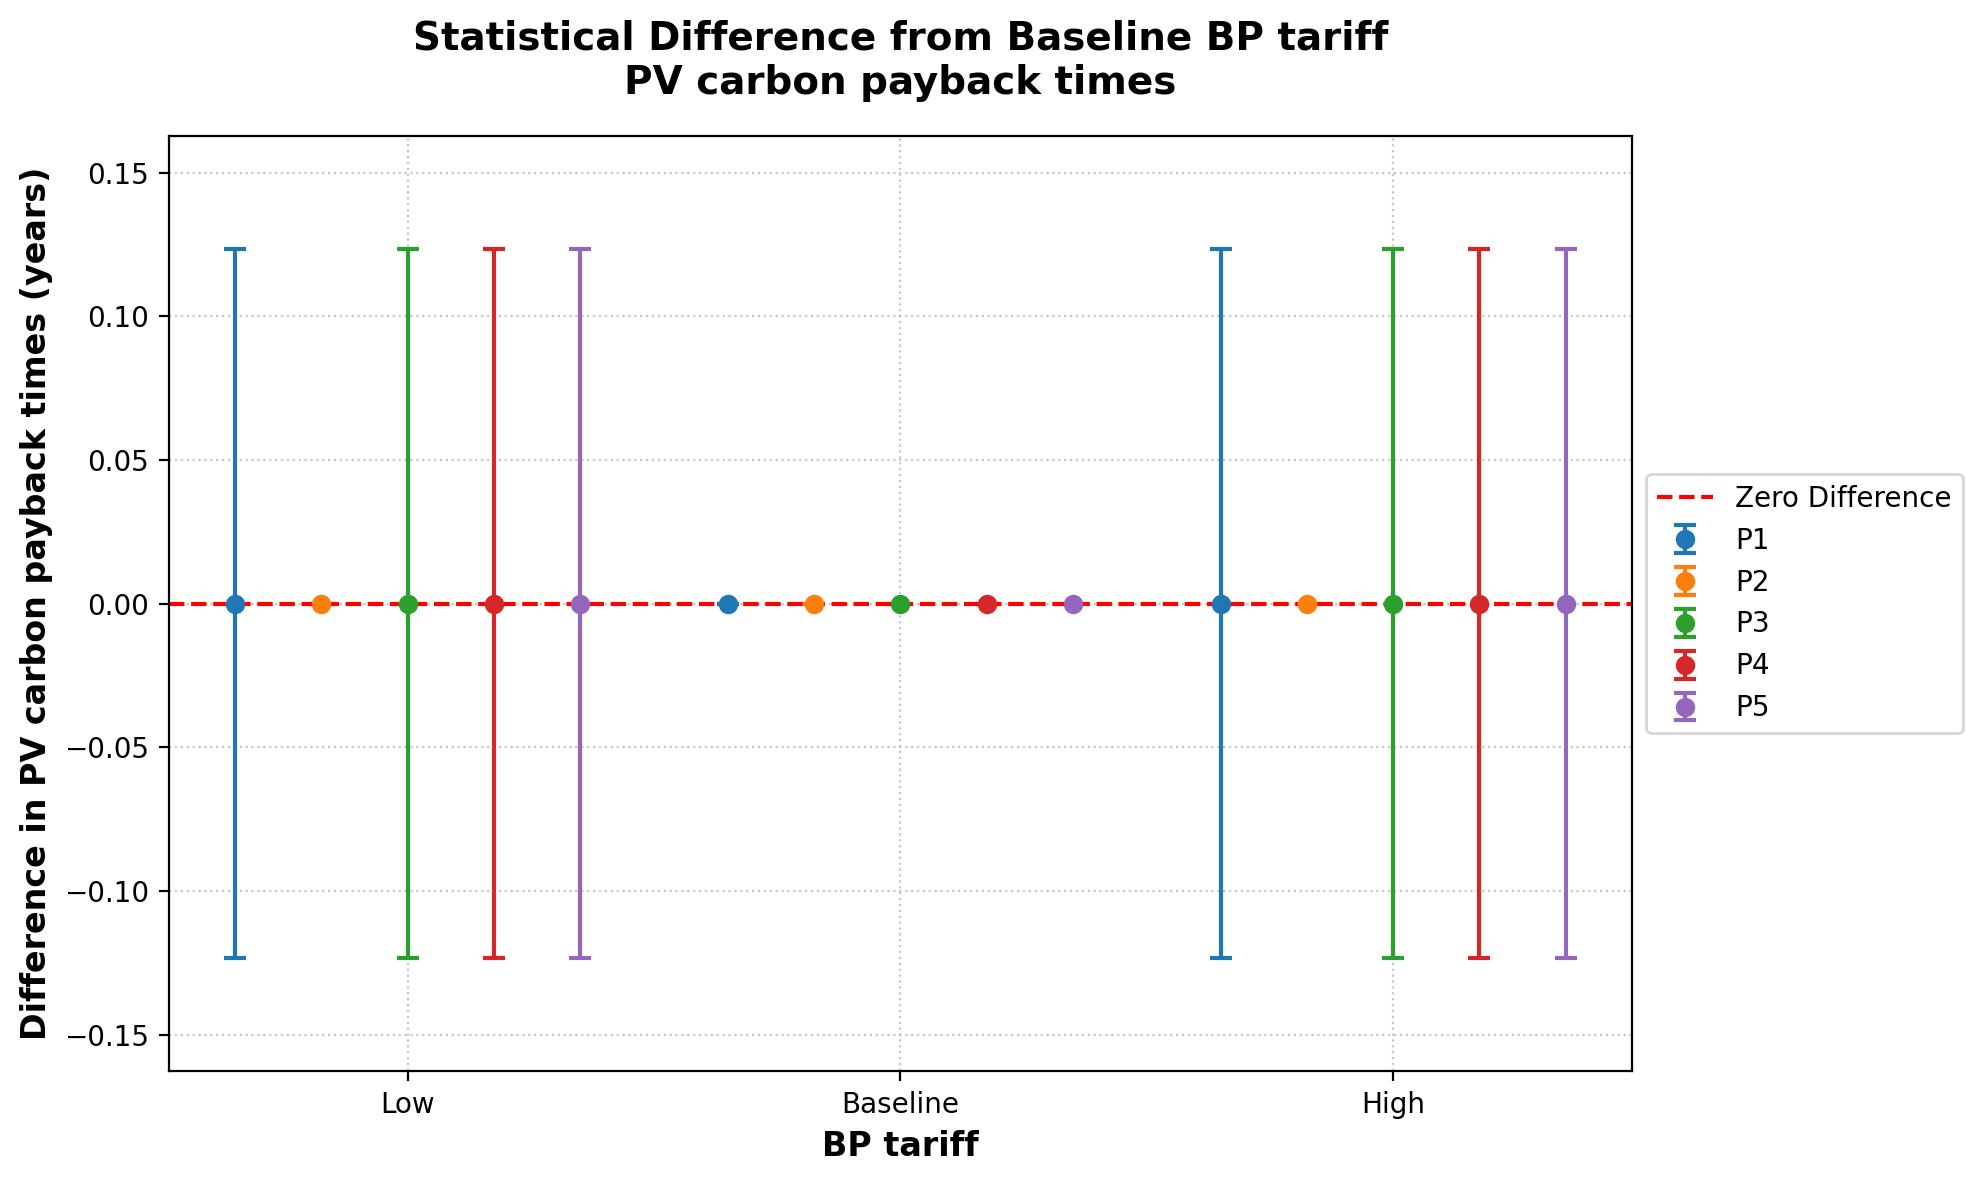 Statistical Difference from Baseline BP tariff
PV carbon payback times
Difference in PV carbon payback times (years)
0.15
0.10
0.05
0.00
−0.05
−0.10
−0.15
Low
Baseline
High
BP tariff
Zero Difference
P1
P2
P3
P4
P5